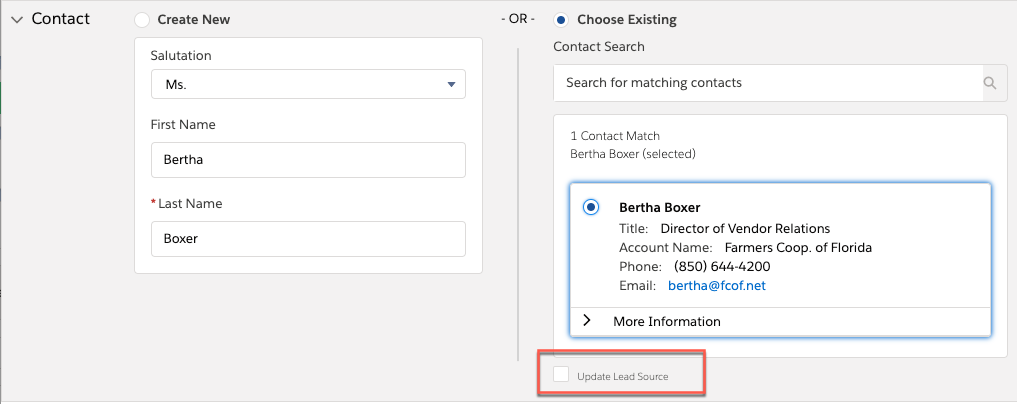 Contact
Create New
Salutation
Ms.
First Name
Bertha
* Last Name
Boxer
- OR -
Choose Existing
Contact Search
Search for matching contacts
1 Contact Match
Bertha Boxer (selected)
Bertha Boxer
Title: Director of Vendor Relations
Account Name: Farmers Coop. of Florida
Phone: (850) 644-4200
Email: bertha@fcof.net
More Information
Update Lead Source